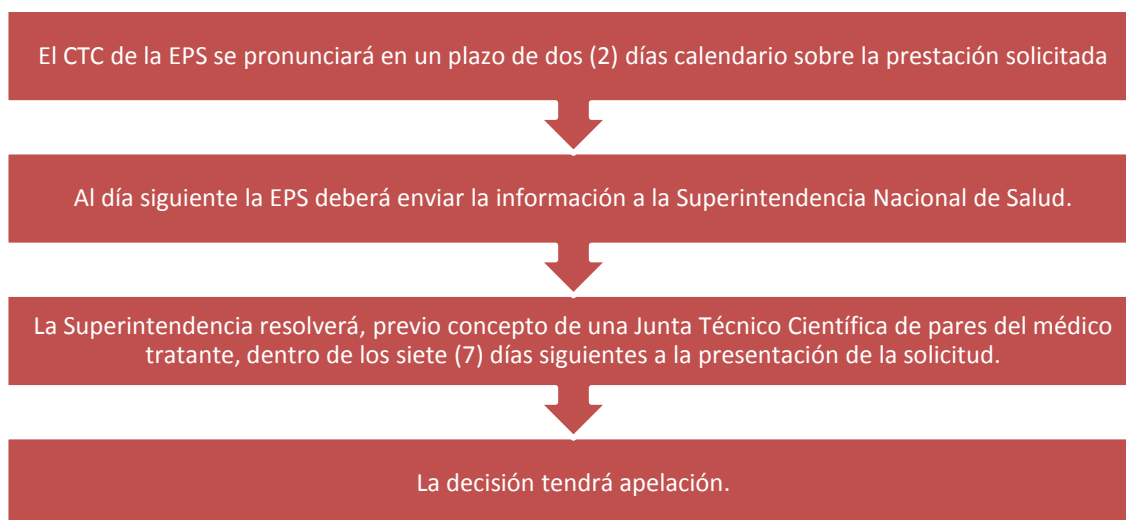 El CTC de la EPS se pronunciará en un plazo de dos (2) días calendario sobre la prestación solicitada
Al día siguiente la EPS deberá enviar la información a la Superintendencia Nacional de Salud.
La Superintendencia resolverá, previo concepto de una Junta Técnico Científica de pares del médico
tratante, dentro de los siete (7) días siguientes a la presentación de la solicitud.
La decisión tendrá apelación.